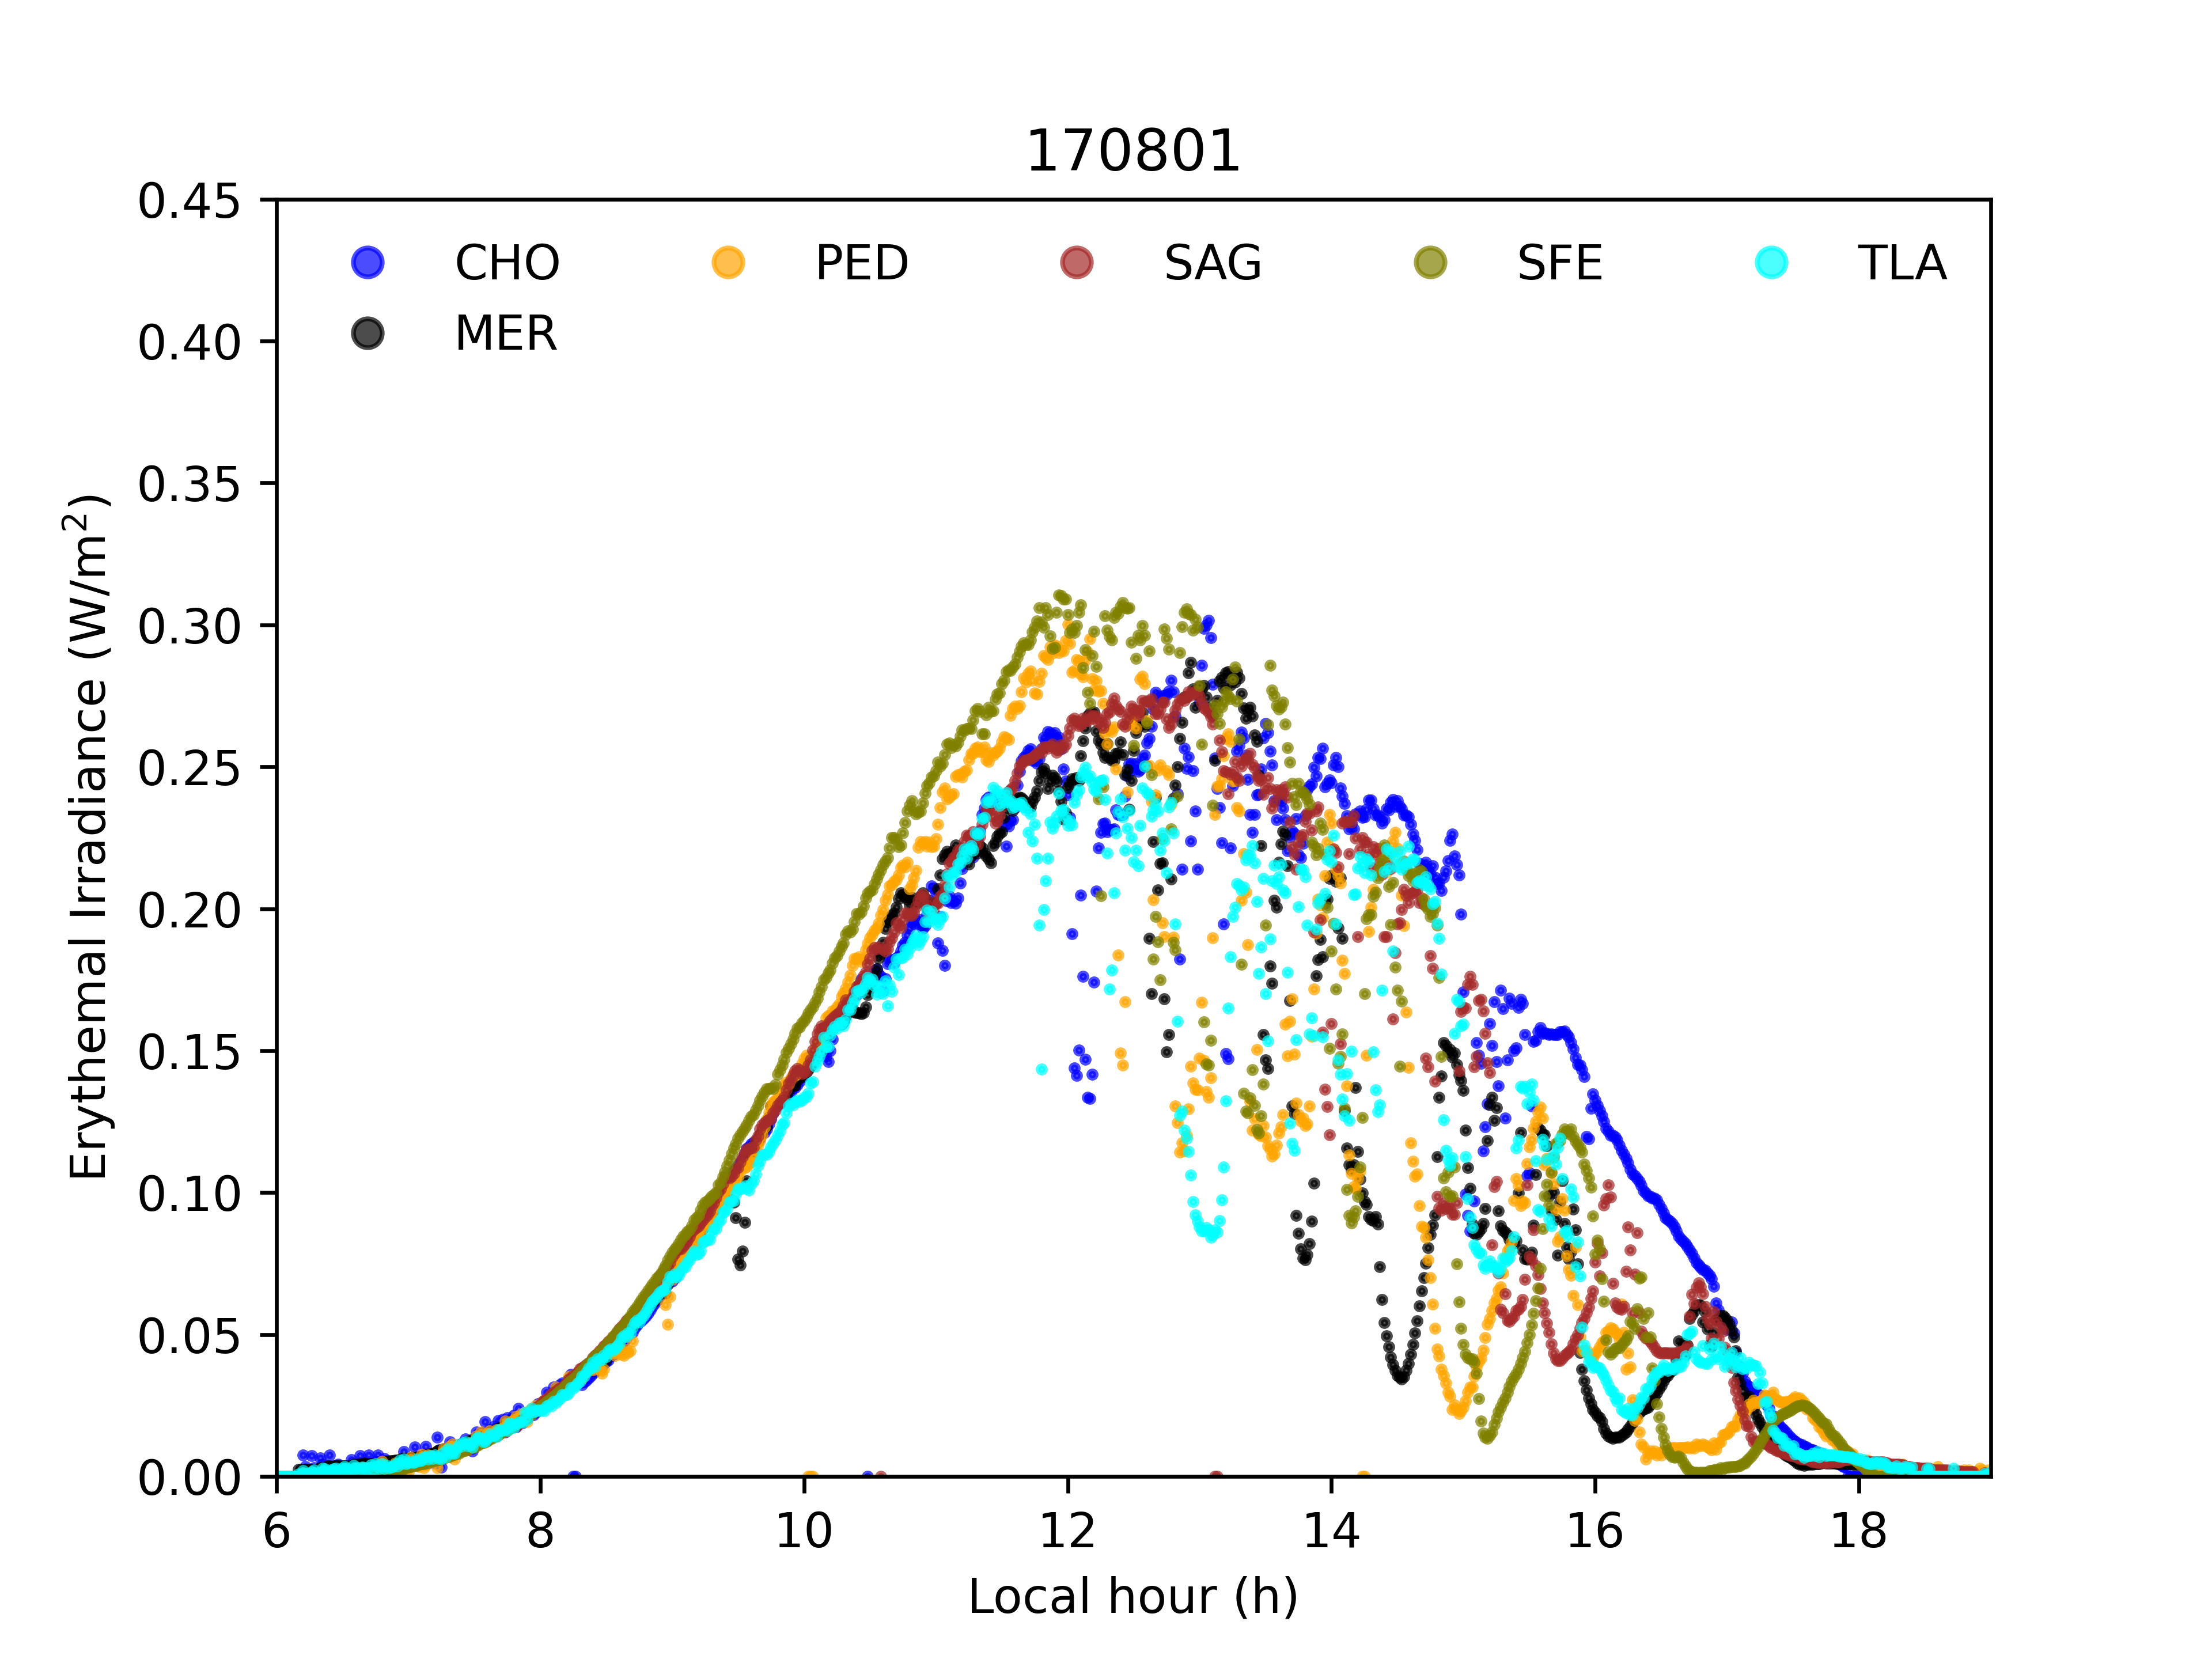 170801
0.45
0.40
0.35
0.30
0.25
0.20
0.15
0.10
0.05
0.00
Erythemal Irradiance (W/m²)
CHO PED SAG SFE TLA
MER
6 8 10 12 14 16 18
Local hour (h)